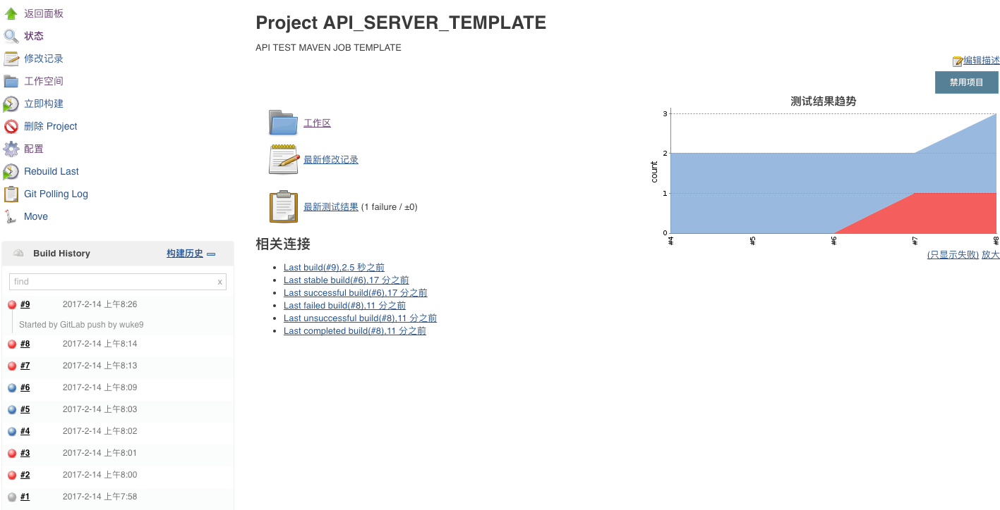 返回面板
状态
修改记录
工作空间
立即构建
删除 Project
配置
Rebuild Last
Git Polling Log
Move
Build History 构建历史
find x
#9 2017-2-14 上午8:26
Started by GitLab push by wuke9
#8 2017-2-14 上午8:14
#7 2017-2-14 上午8:13
#6 2017-2-14 上午8:09
#5 2017-2-14 上午8:03
#4 2017-2-14 上午8:02
#3 2017-2-14 上午8:01
#2 2017-2-14 上午8:00
#1 2017-2-14 上午7:58
Project API_SERVER_TEMPLATE
API TEST MAVEN JOB TEMPLATE
编辑描述
禁用项目
工作区
最新修改记录
最新测试结果 (1 failure / ±0)
相关连接
Last build(#9),2.5 秒之前
Last stable build(#6),17 分之前
Last successful build(#6),17 分之前
Last failed build(#8),11 分之前
Last unsuccessful build(#8),11 分之前
Last completed build(#8),11 分之前
测试结果趋势
count
3
2
1
0
#4 #5 #6 #7 #8
(只显示失败) 放大